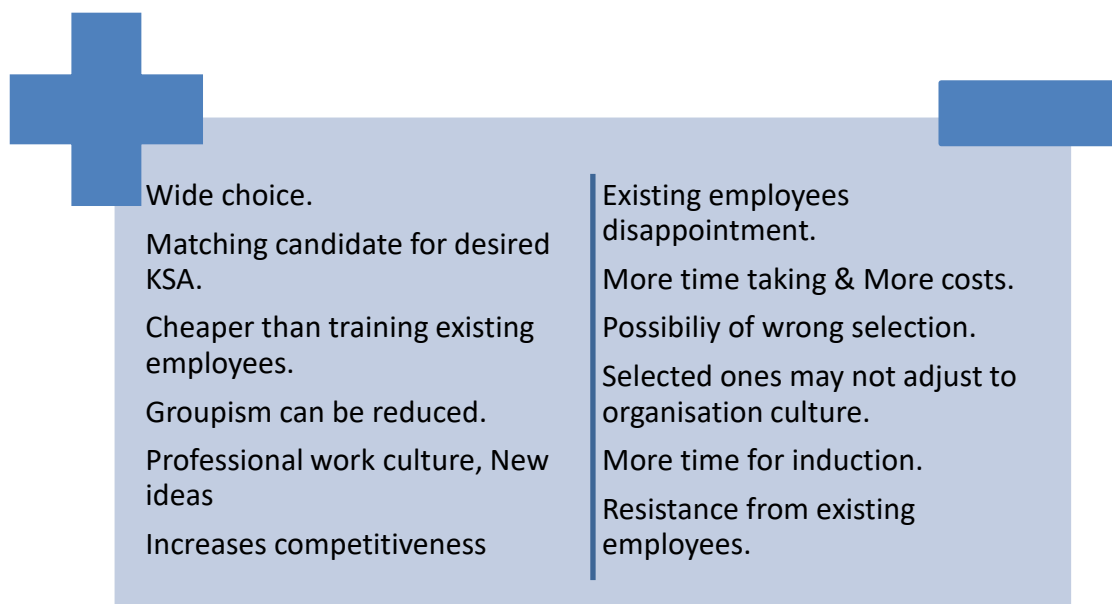 Wide choice.
Matching candidate for desired
KSA.
Cheaper than training existing
employees.
Groupism can be reduced.
Professional work culture, New
ideas
Increases competitiveness
Existing employees
disappointment.
More time taking & More costs.
Possibiliy of wrong selection.
Selected ones may not adjust to
organisation culture.
More time for induction.
Resistance from existing
employees.